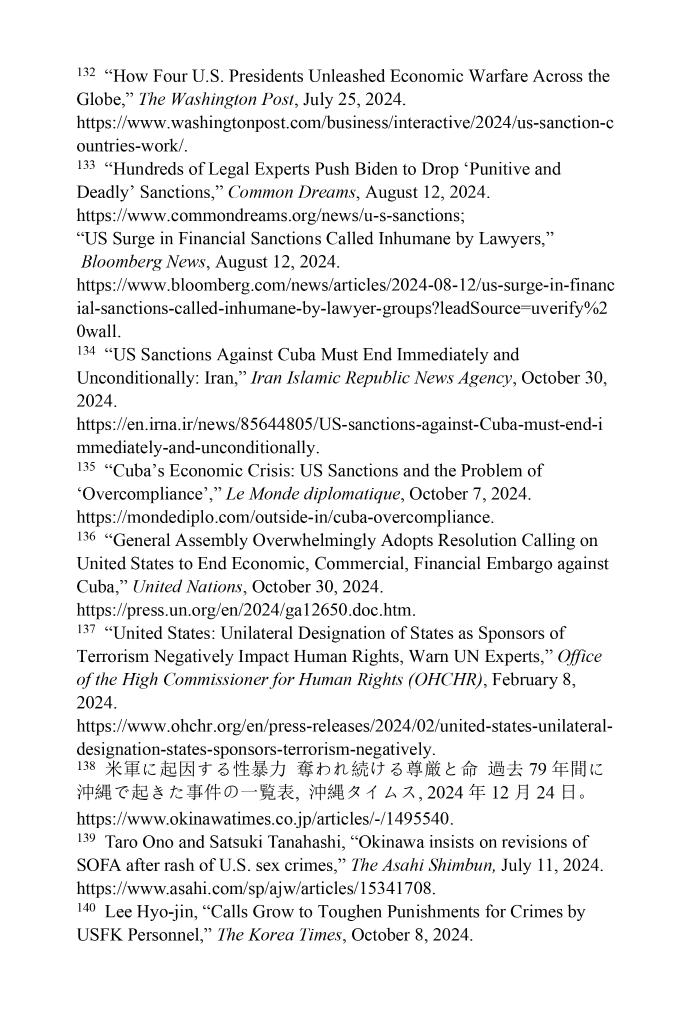 132 “How Four U.S. Presidents Unleashed Economic Warfare Across the
Globe,” The Washington Post, July 25, 2024.
https://www.washingtonpost.com/business/interactive/2024/us-sanction-c
ountries-work/.
133 “Hundreds of Legal Experts Push Biden to Drop ‘Punitive and
Deadly’ Sanctions,” Common Dreams, August 12, 2024.
https://www.commondreams.org/news/u-s-sanctions;
“US Surge in Financial Sanctions Called Inhumane by Lawyers,”
Bloomberg News, August 12, 2024.
https://www.bloomberg.com/news/articles/2024-08-12/us-surge-in-financ
ial-sanctions-called-inhumane-by-lawyer-groups?leadSource=uverify%2
0wall.
134 “US Sanctions Against Cuba Must End Immediately and
Unconditionally: Iran,” Iran Islamic Republic News Agency, October 30,
2024.
https://en.irna.ir/news/85644805/US-sanctions-against-Cuba-must-end-i
mmediately-and-unconditionally.
135 “Cuba’s Economic Crisis: US Sanctions and the Problem of
‘Overcompliance’,” Le Monde diplomatique, October 7, 2024.
https://mondediplo.com/outside-in/cuba-overcompliance.
136 “General Assembly Overwhelmingly Adopts Resolution Calling on
United States to End Economic, Commercial, Financial Embargo against
Cuba,” United Nations, October 30, 2024.
https://press.un.org/en/2024/ga12650.doc.htm.
137 “United States: Unilateral Designation of States as Sponsors of
Terrorism Negatively Impact Human Rights, Warn UN Experts,” Office
of the High Commissioner for Human Rights (OHCHR), February 8,
2024.
https://www.ohchr.org/en/press-releases/2024/02/united-states-unilateral-
designation-states-sponsors-terrorism-negatively.
138 米軍に起因する性暴力 奪われ続ける尊厳と命 過去 79 年間に
沖縄で起きた事件の一覧表, 沖縄タイムス, 2024 年 12 月 24 日。
https://www.okinawatimes.co.jp/articles/-/1495540.
139 Taro Ono and Satsuki Tanahashi, “Okinawa insists on revisions of
SOFA after rash of U.S. sex crimes,” The Asahi Shimbun, July 11, 2024.
https://www.asahi.com/sp/ajw/articles/15341708.
140 Lee Hyo-jin, “Calls Grow to Toughen Punishments for Crimes by
USFK Personnel,” The Korea Times, October 8, 2024.